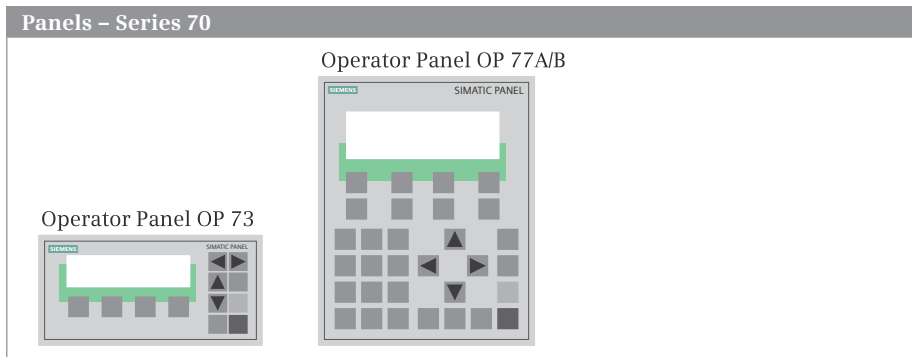 Panels – Series 70
Operator Panel OP 77A/B
SIEMENS
SIMATIC PANEL
Operator Panel OP 73
SIEMENS
SIMATIC PANEL